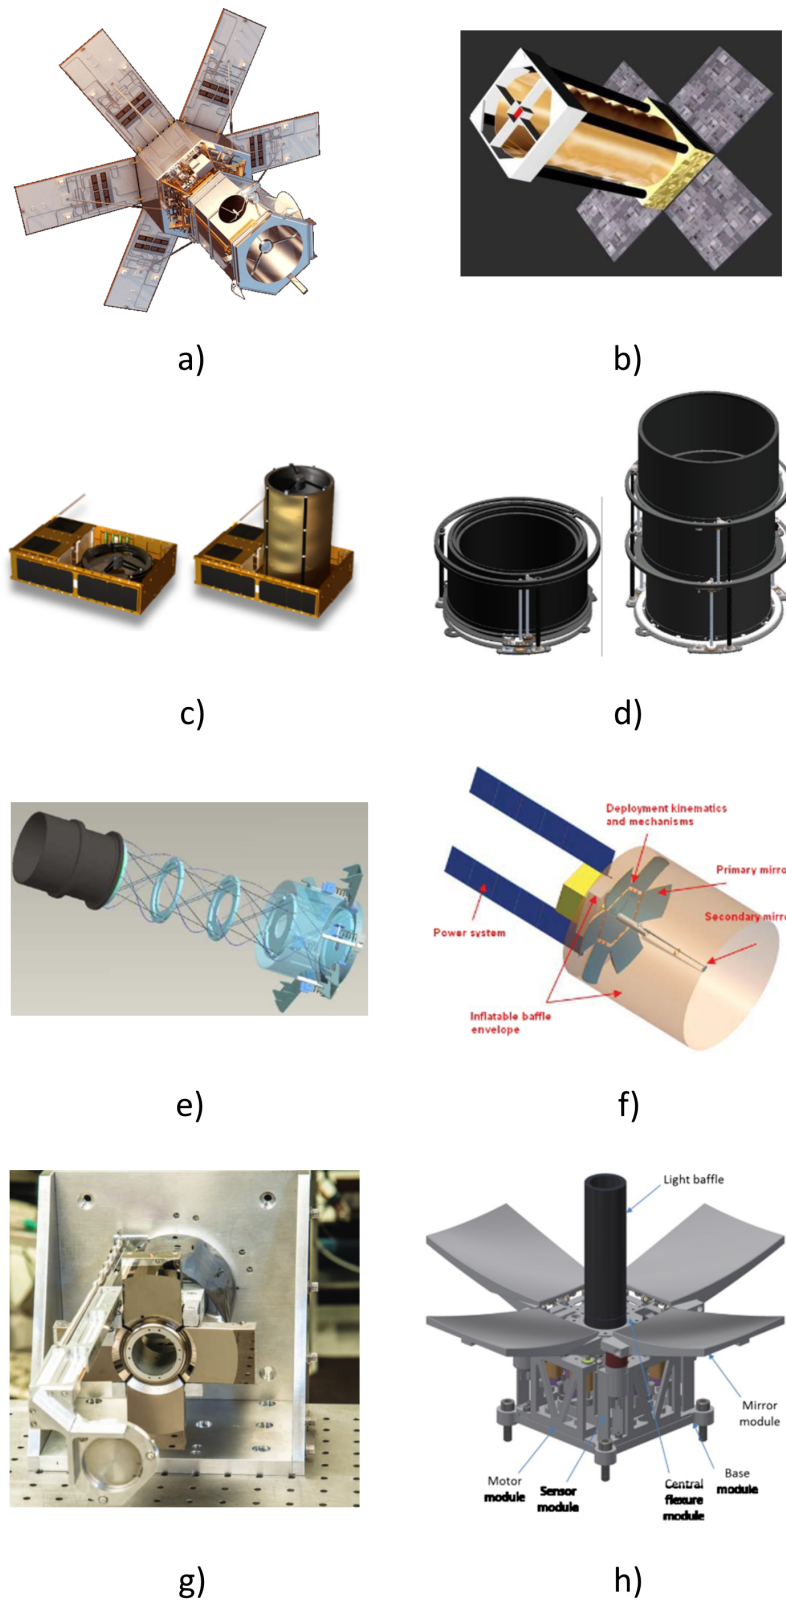 a)
b)
c)
d)
e)
Deployment kinematics
and mechanisms
Primary mirro
Secondary mirro
Power system
Inflatable baffle
envelope
f)
g)
Light baffle
Mirror
module
Motor
module
Sensor
module
Central
flexure
module
Base
module
h)